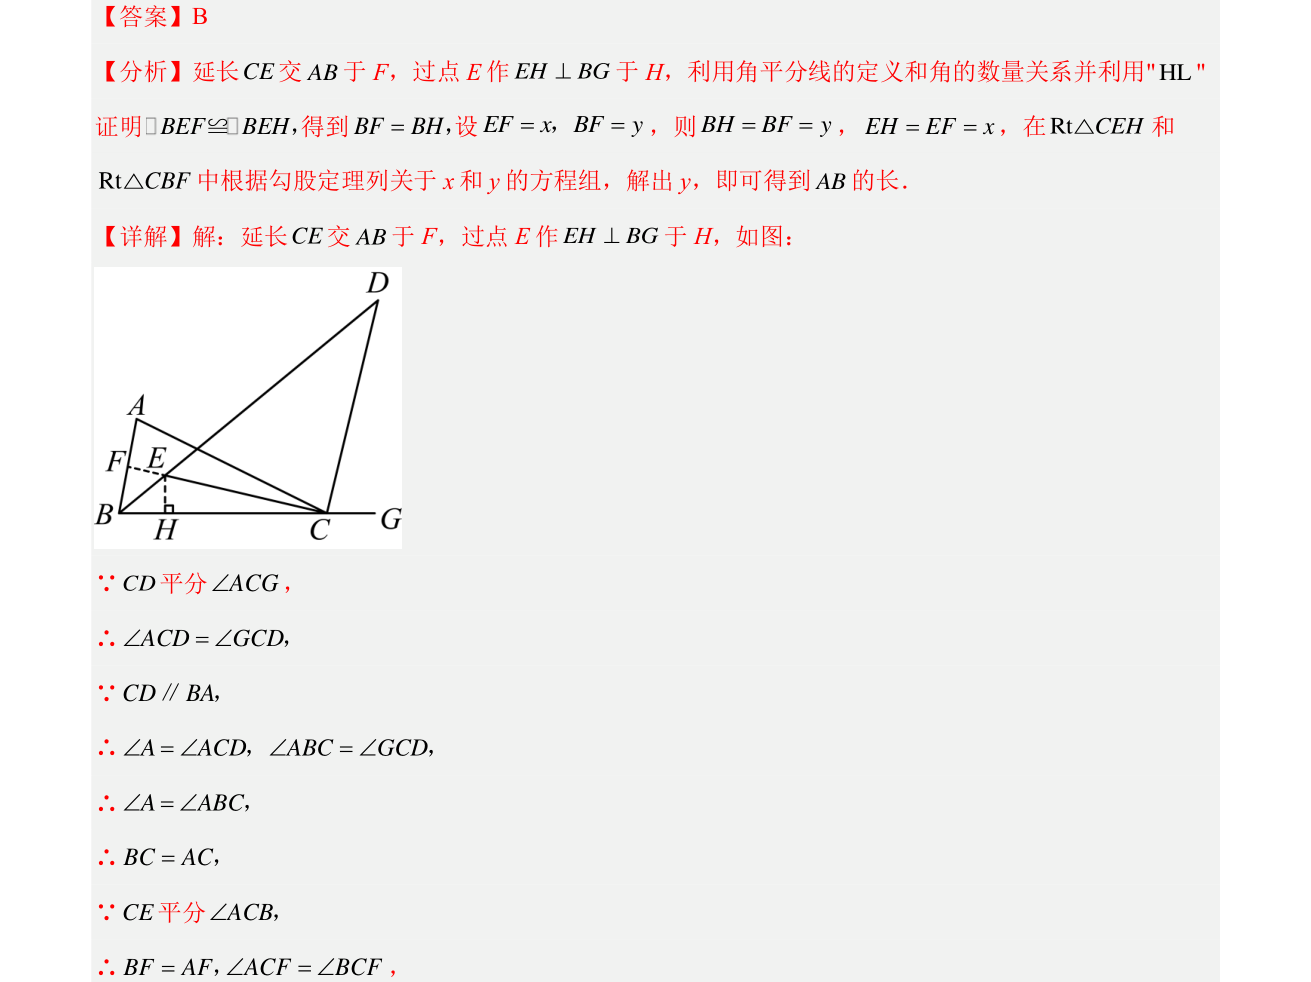 【答案】B
【分析】延长CE交AB于F，过点E作EH⊥BG于H，利用角平分线的定义和角的数量关系并利用"HL"
证明□BEF≌□BEH，得到BF=BH，设EF=x，BF=y，则BH=BF=y，EH=EF=x，在Rt△CEH和
Rt△CBF中根据勾股定理列关于x和y的方程组，解出y，即可得到AB的长．
【详解】解：延长CE交AB于F，过点E作EH⊥BG于H，如图：
D
A
F E
B H C G
∵CD平分∠ACG，
∴∠ACD=∠GCD，
∵CD∥BA，
∴∠A=∠ACD，∠ABC=∠GCD，
∴∠A=∠ABC，
∴BC=AC，
∵CE平分∠ACB，
∴BF=AF，∠ACF=∠BCF，